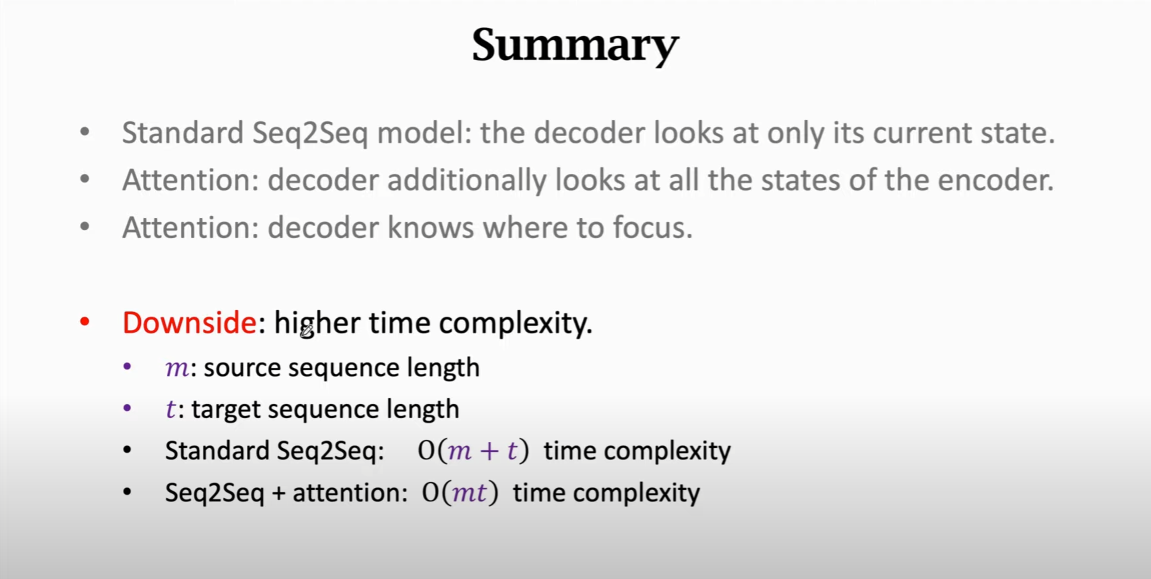 Summary
• Standard Seq2Seq model: the decoder looks at only its current state.
• Attention: decoder additionally looks at all the states of the encoder.
• Attention: decoder knows where to focus.
• Downside: higher time complexity.
• m: source sequence length
• t: target sequence length
• Standard Seq2Seq: O(m + t) time complexity
• Seq2Seq + attention: O(mt) time complexity